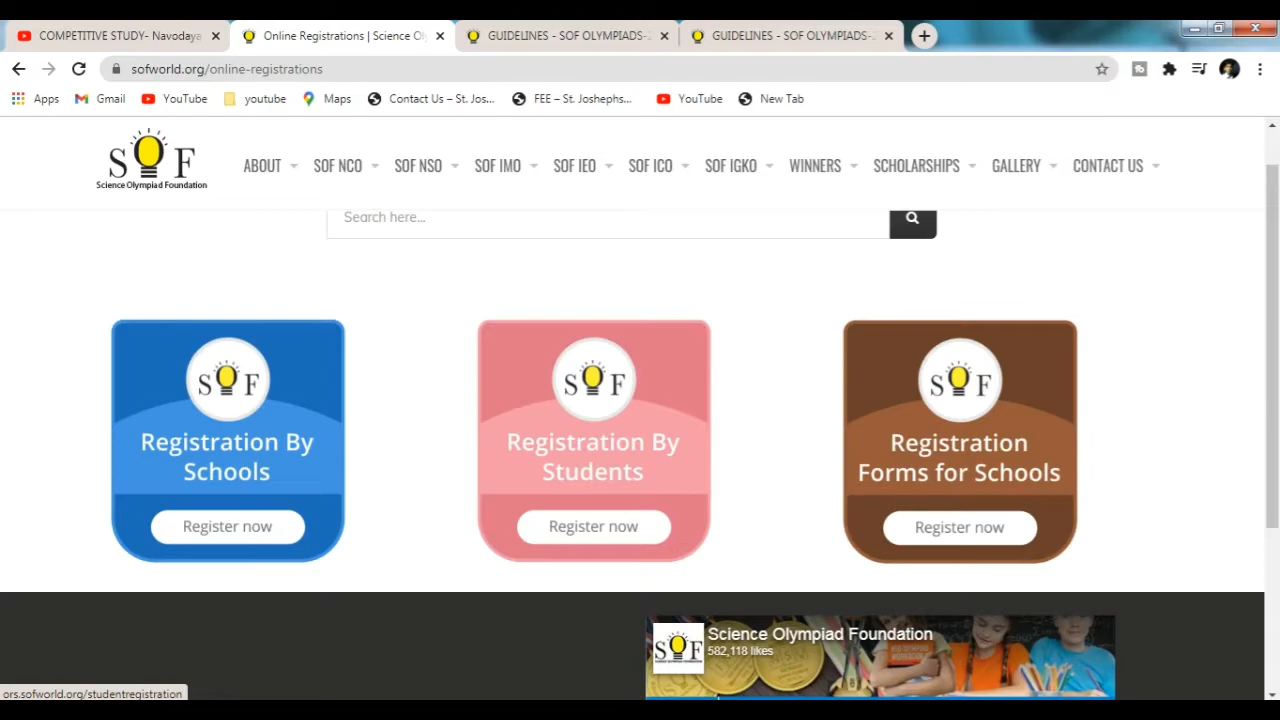 COMPETITIVE STUDY- Navodaya
Online Registrations | Science Oly
GUIDELINES - SOF OLYMPIADS-2
GUIDELINES - SOF OLYMPIADS-2
sofworld.org/online-registrations
Apps
Gmail
YouTube
youtube
Maps
Contact Us – St. Jos...
FEE – St. Joshephs...
YouTube
New Tab
SOF
Science Olympiad Foundation
ABOUT
SOF NCO
SOF NSO
SOF IMO
SOF IEO
SOF ICO
SOF IGKO
WINNERS
SCHOLARSHIPS
GALLERY
CONTACT US
Search here...
SOF
Registration By
Schools
Register now
SOF
Registration By
Students
Register now
SOF
Registration
Forms for Schools
Register now
SOF
Science Olympiad Foundation
582,118 likes
ors.sofworld.org/studentregistration